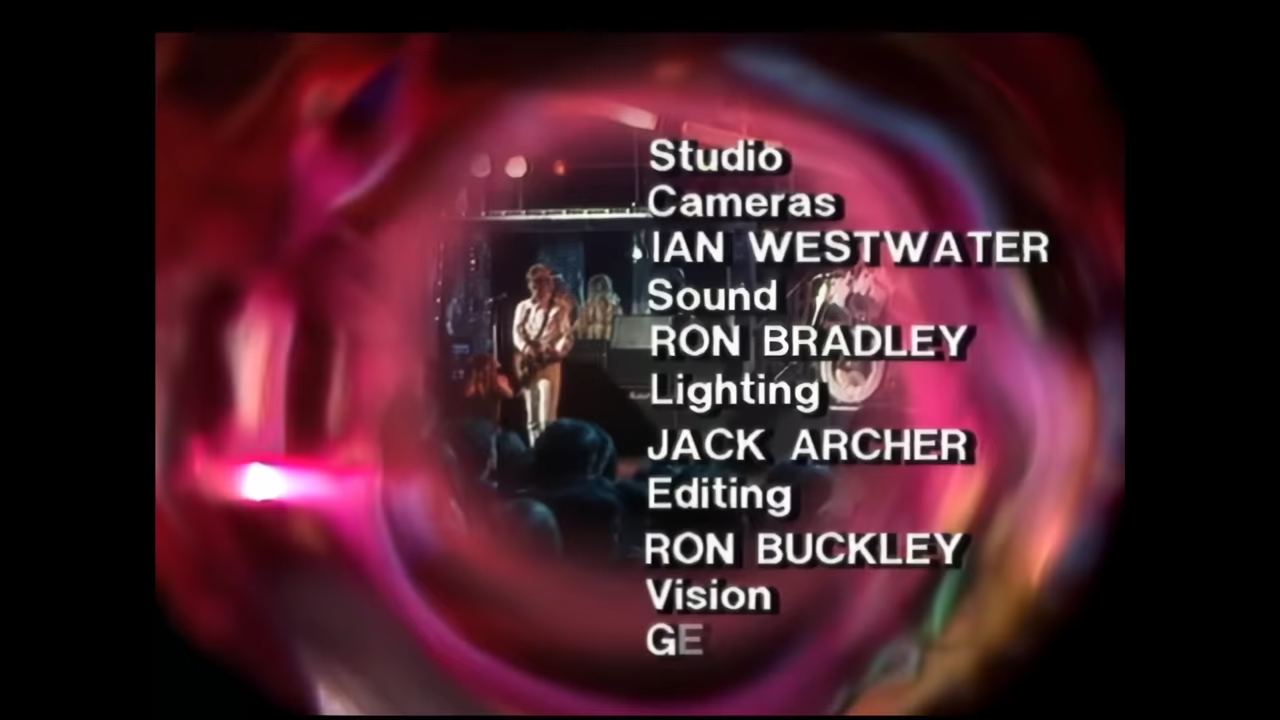 Studio
Cameras
IAN WESTWATER
Sound
RON BRADLEY
Lighting
JACK ARCHER
Editing
RON BUCKLEY
Vision
GE